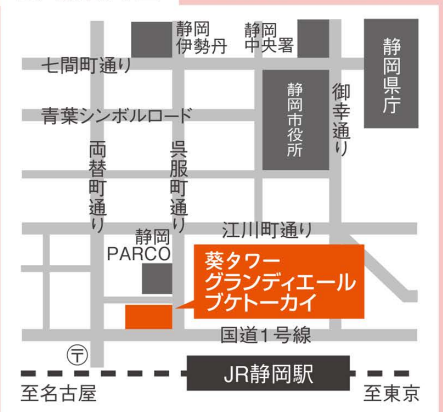 静岡
伊勢丹
静岡
中央署
静岡県庁
七間町通り
静岡市役所
御幸通り
青葉シンボルロード
両替町通り
呉服町通り
江川町通り
静岡
PARCO
葵タワー
グランディエール
ブケトーカイ
国道1号線
〒
JR静岡駅
至名古屋
至東京